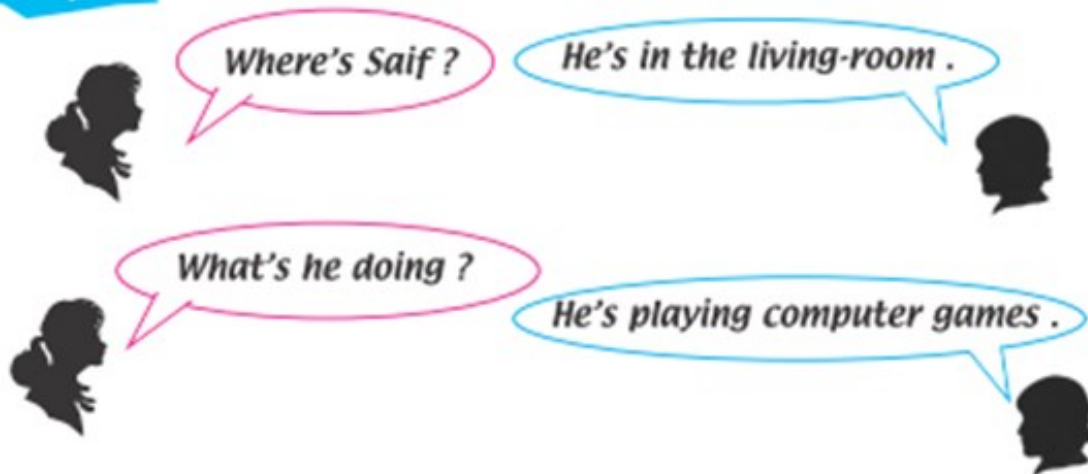 Where's Saif ?
He's in the living-room .
What's he doing ?
He's playing computer games .